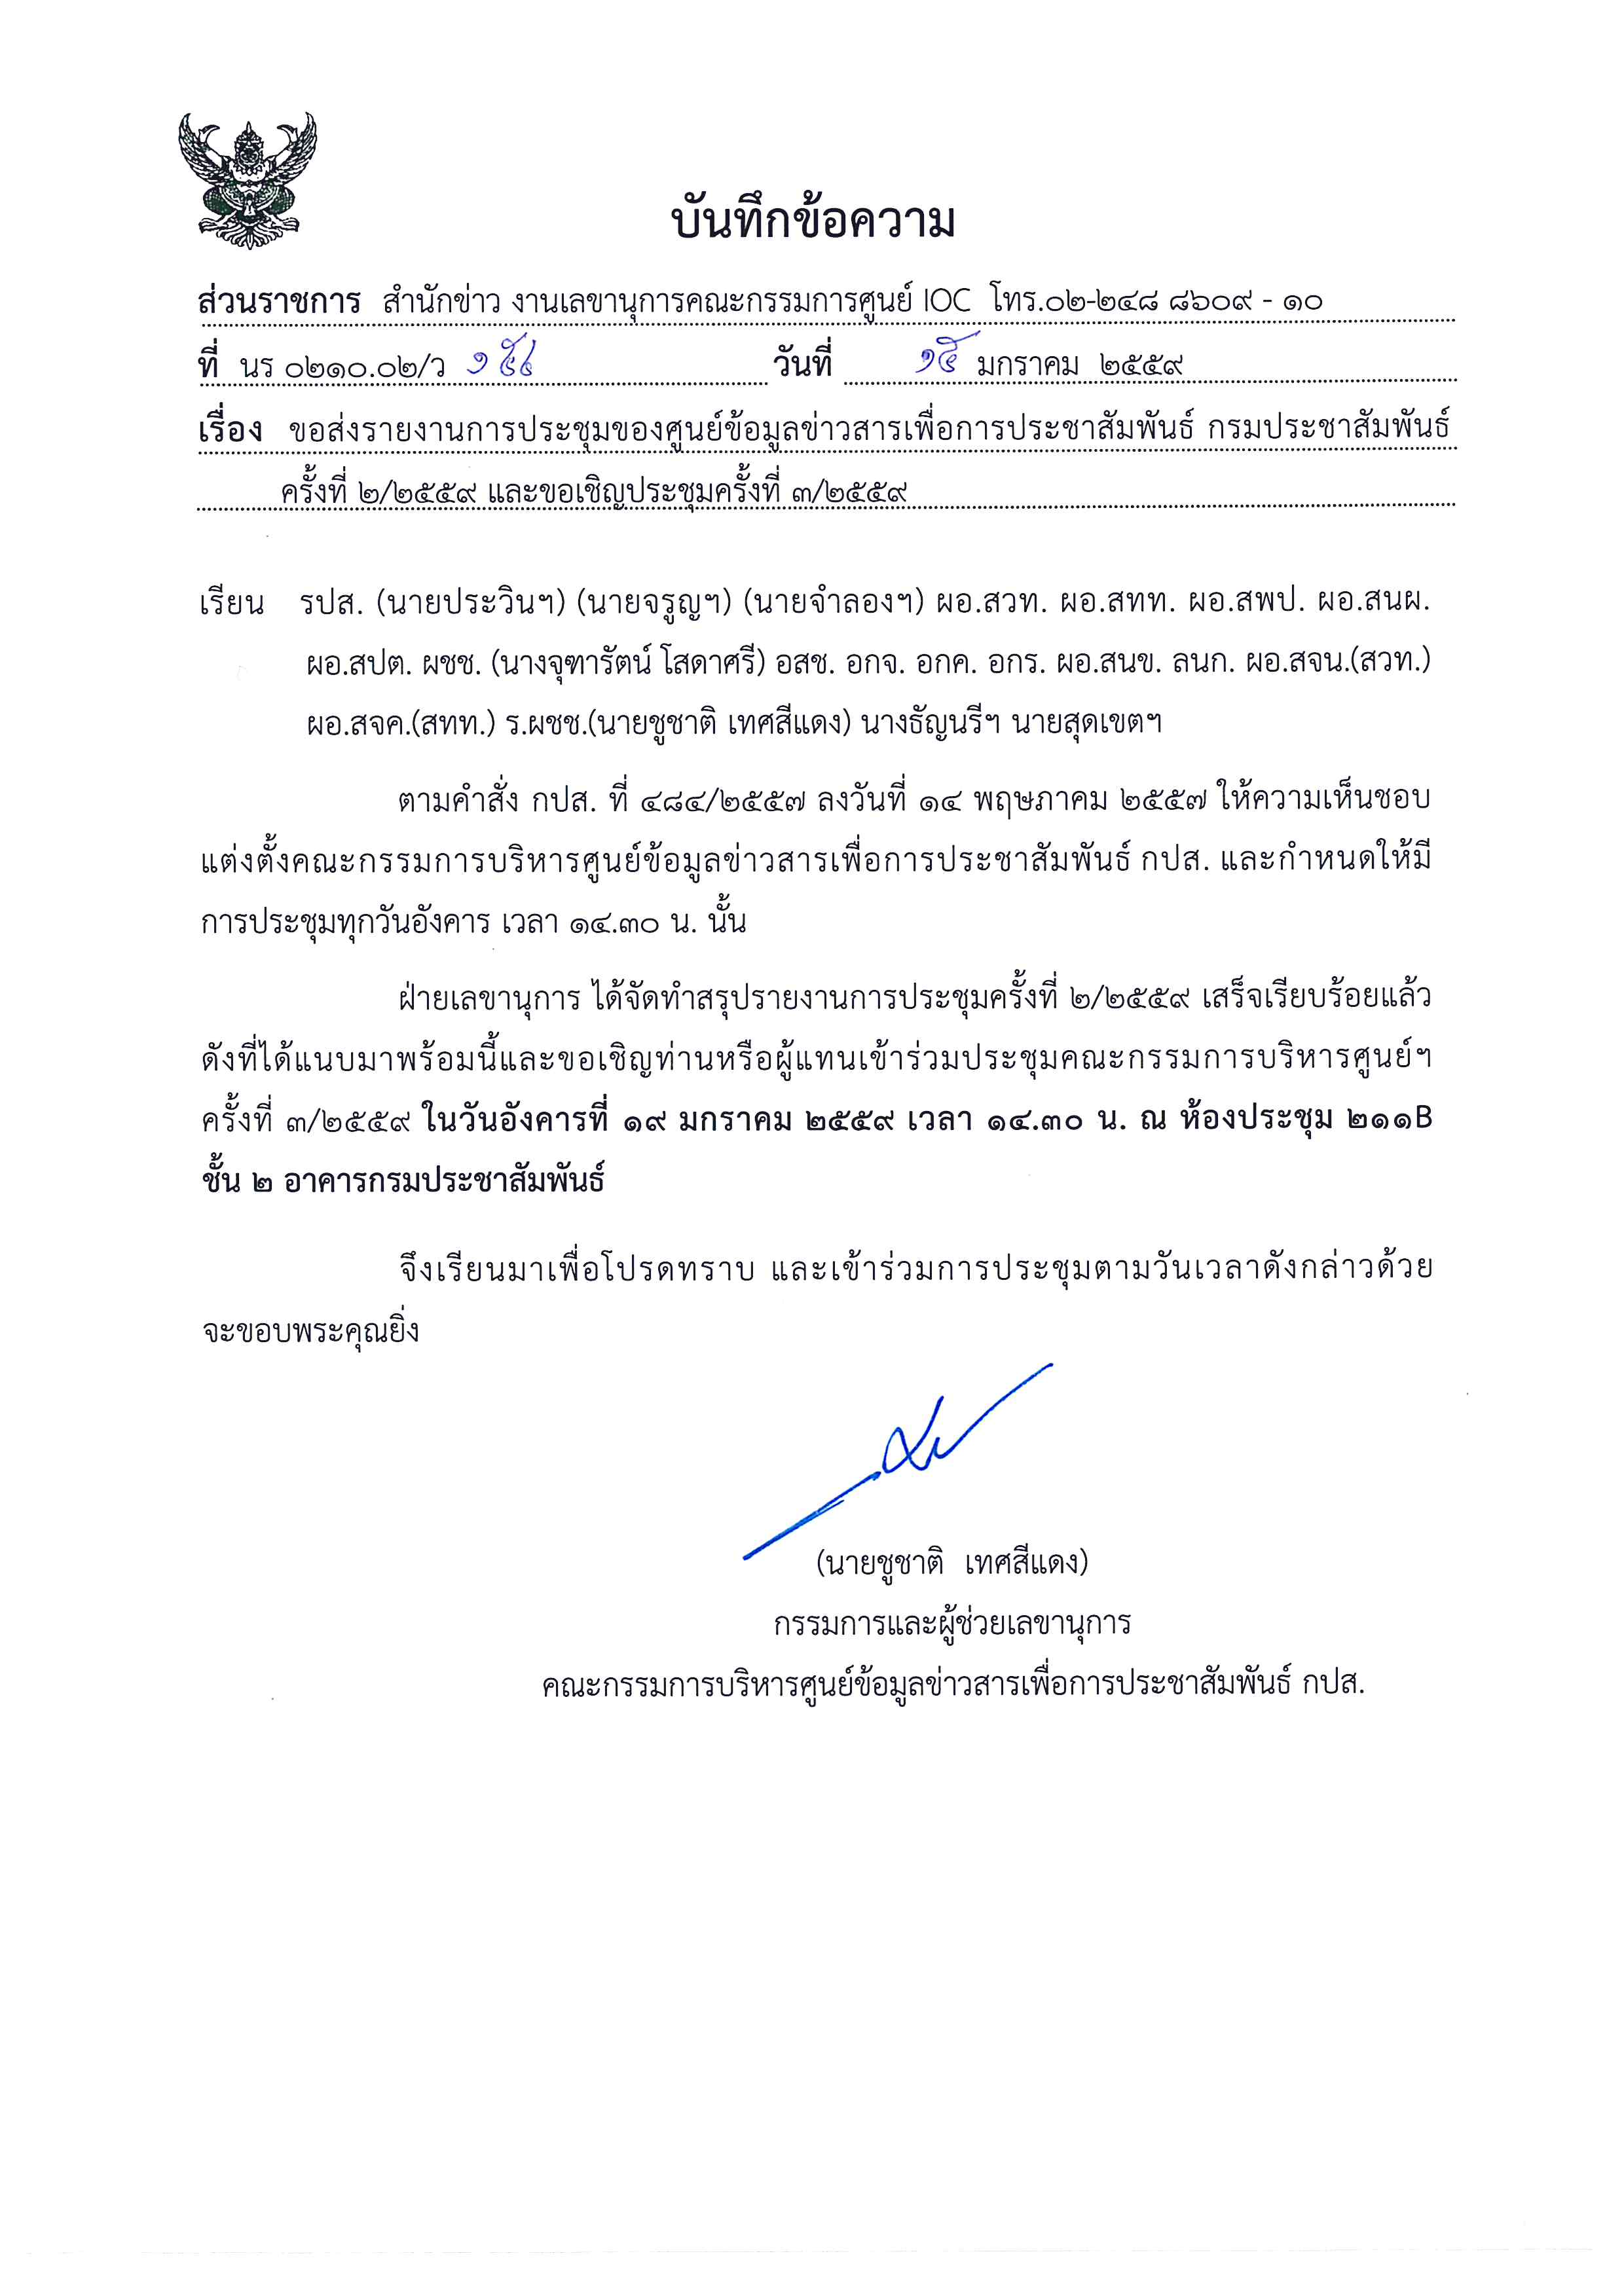 บันทึกข้อความ
ส่วนราชการ สำนักข่าว งานเลขานุการคณะกรรมการศูนย์ IOC โทร.๐๒-๒๔๘ ๘๖๐๙ - ๑๐
ที่ นร ๐๒๑๐.๐๒/ว วันที่ ๑๕ มกราคม ๒๕๕๙
เรื่อง ขอส่งรายงานการประชุมของศูนย์ข้อมูลข่าวสารเพื่อการประชาสัมพันธ์ กรมประชาสัมพันธ์
ครั้งที่ ๒/๒๕๕๙ และขอเชิญประชุมครั้งที่ ๓/๒๕๕๙
เรียน รปส. (นายประวินฯ) (นายจรูญฯ) (นายจำลองฯ) ผอ.สวท. ผอ.สทท. ผอ.สพป. ผอ.สนผ.
ผอ.สปต. ผชช. (นางจุฑารัตน์ โสดาศรี) อสช. อกจ. อกค. อกร. ผอ.สนข. ลนก. ผอ.สจน.(สวท.)
ผอ.สจค.(สทท.) ร.ผชช.(นายชูชาติ เทศสีแดง) นางธัญนรีฯ นายสุดเขตฯ
ตามคำสั่ง กปส. ที่ ๔๘๔/๒๕๕๗ ลงวันที่ ๑๔ พฤษภาคม ๒๕๕๗ ให้ความเห็นชอบ
แต่งตั้งคณะกรรมการบริหารศูนย์ข้อมูลข่าวสารเพื่อการประชาสัมพันธ์ กปส. และกำหนดให้มี
การประชุมทุกวันอังคาร เวลา ๑๔.๓๐ น. นั้น
ฝ่ายเลขานุการ ได้จัดทำสรุปรายงานการประชุมครั้งที่ ๒/๒๕๕๙ เสร็จเรียบร้อยแล้ว
ดังที่ได้แนบมาพร้อมนี้และขอเชิญท่านหรือผู้แทนเข้าร่วมประชุมคณะกรรมการบริหารศูนย์ฯ
ครั้งที่ ๓/๒๕๕๙ ในวันอังคารที่ ๑๙ มกราคม ๒๕๕๙ เวลา ๑๔.๓๐ น. ณ ห้องประชุม ๒๑๑B
ชั้น ๒ อาคารกรมประชาสัมพันธ์
จึงเรียนมาเพื่อโปรดทราบ และเข้าร่วมการประชุมตามวันเวลาดังกล่าวด้วย
จะขอบพระคุณยิ่ง
(นายชูชาติ เทศสีแดง)
กรรมการและผู้ช่วยเลขานุการ
คณะกรรมการบริหารศูนย์ข้อมูลข่าวสารเพื่อการประชาสัมพันธ์ กปส.